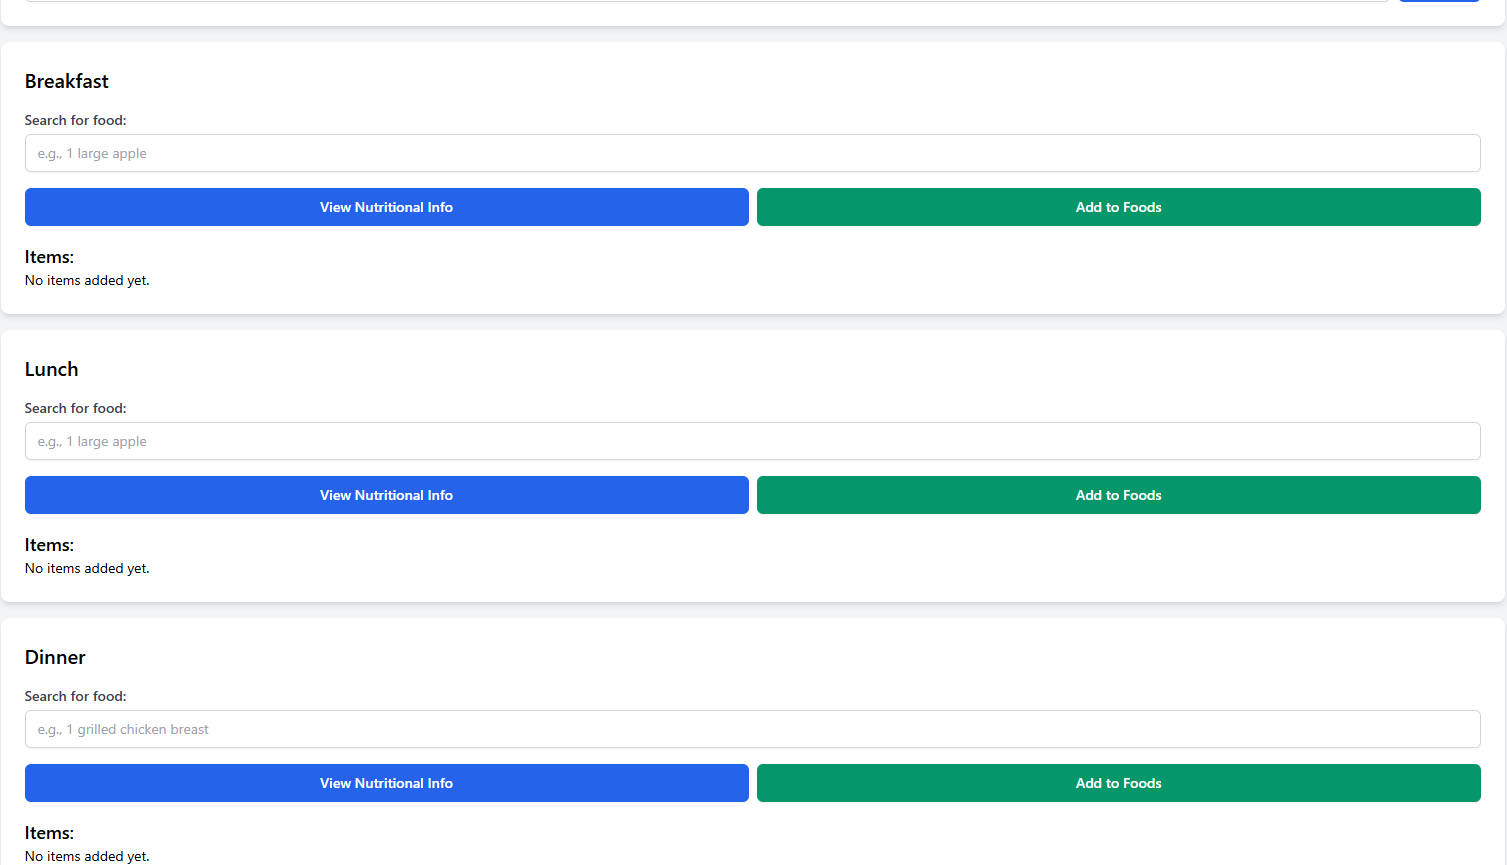 Breakfast
Search for food:
e.g., 1 large apple
View Nutritional Info
Add to Foods
Items:
No items added yet.
Lunch
Search for food:
e.g., 1 large apple
View Nutritional Info
Add to Foods
Items:
No items added yet.
Dinner
Search for food:
e.g., 1 grilled chicken breast
View Nutritional Info
Add to Foods
Items:
No items added yet.